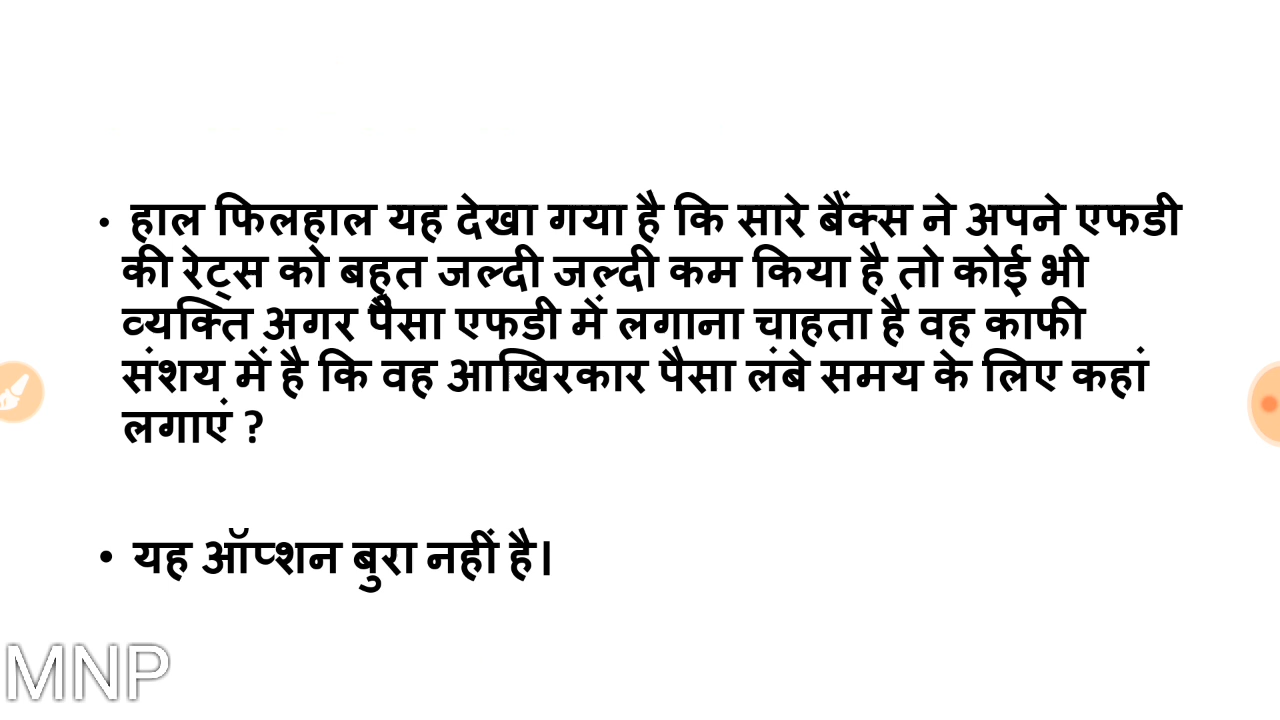 • हाल फिलहाल यह देखा गया है कि सारे बैंक्स ने अपने एफडी
की रेट्स को बहुत जल्दी जल्दी कम किया है तो कोई भी
व्यक्ति अगर पैसा एफडी में लगाना चाहता है वह काफी
संशय में है कि वह आखिरकार पैसा लंबे समय के लिए कहां
लगाएं ?
• यह ऑप्शन बुरा नहीं है।
MNP